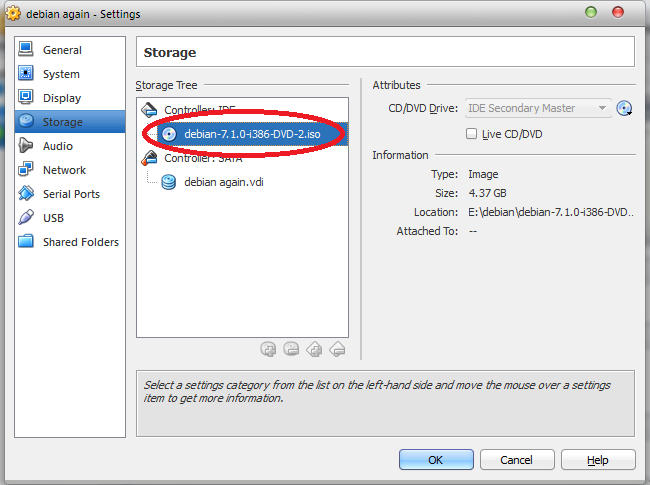 debian again - Settings
General
System
Display
Storage
Audio
Network
Serial Ports
USB
Shared Folders
Storage
Storage Tree
Controller: IDE
debian-7.1.0-i386-DVD-2.iso
Controller: SATA
debian again.vdi
Attributes
CD/DVD Drive: IDE Secondary Master
Live CD/DVD
Information
Type: Image
Size: 4.37 GB
Location: E:\debian\debian-7.1.0-i386-DVD..
Attached To: --
Select a settings category from the list on the left-hand side and move the mouse over a settings
item to get more information.
OK Cancel Help